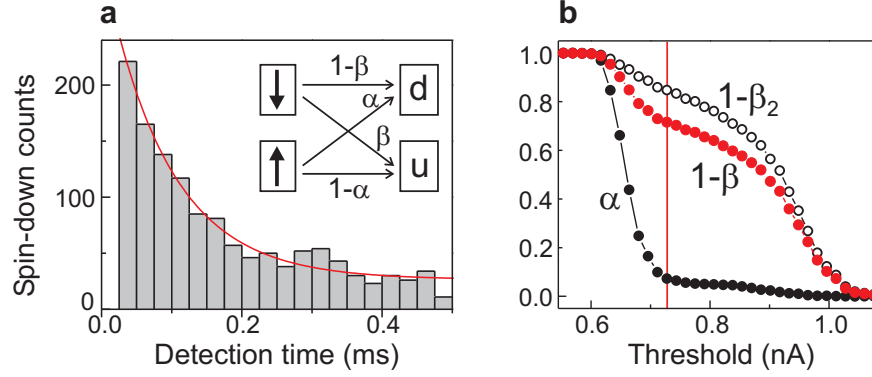 a
Spin-down counts
200
100
0
0.0
0.2
0.4
Detection time (ms)
1-β
α
β
1-α
d
u
b
1.0
0.8
0.6
0.4
0.2
0.0
0.6
0.8
1.0
Threshold (nA)
1-β₂
1-β
α